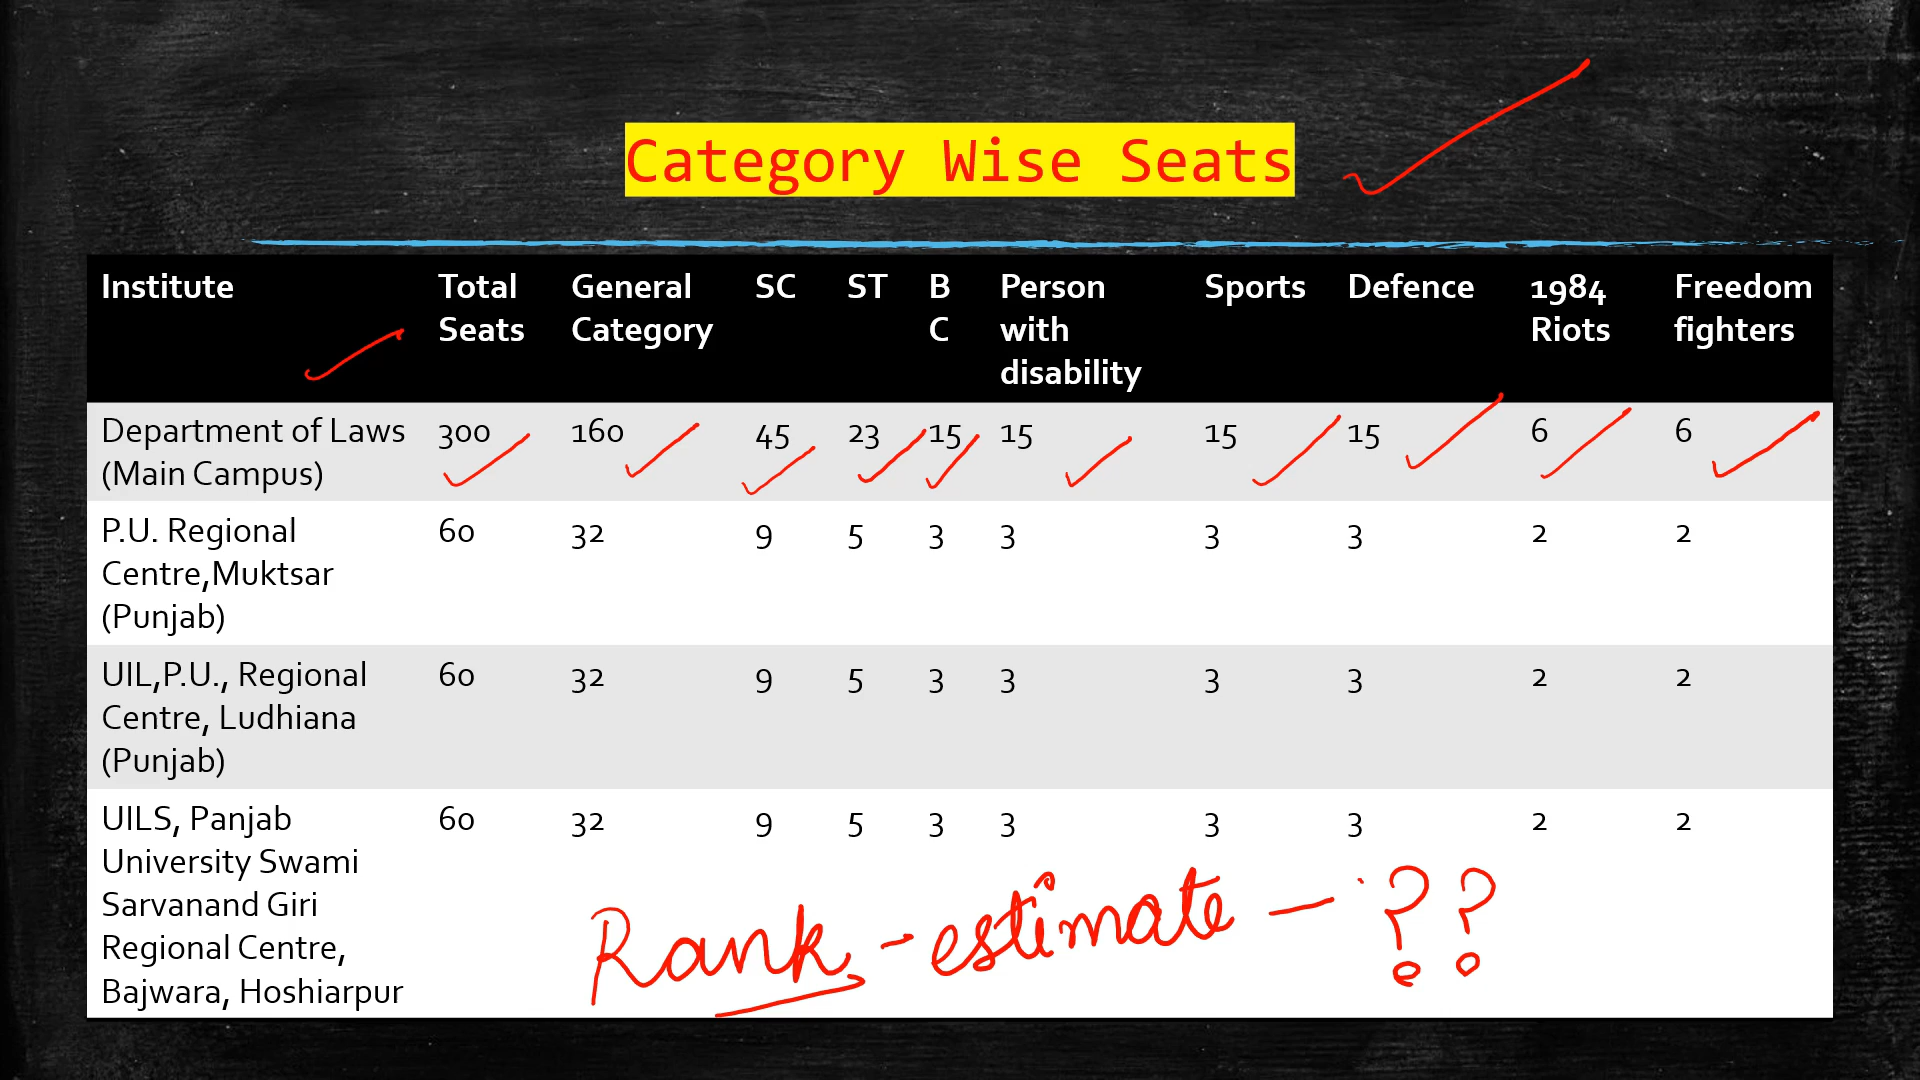 Category Wise Seats
Institute Total Seats General Category SC ST BC Person with disability Sports Defence 1984 Riots Freedom fighters
Department of Laws (Main Campus) 300 160 45 23 15 15 15 15 6 6
P.U. Regional Centre,Muktsar (Punjab) 60 32 9 5 3 3 3 3 2 2
UIL,P.U., Regional Centre, Ludhiana (Punjab) 60 32 9 5 3 3 3 3 2 2
UILS, Panjab University Swami Sarvanand Giri Regional Centre, Bajwara, Hoshiarpur 60 32 9 5 3 3 3 3 2 2
Rank - estimate - ??